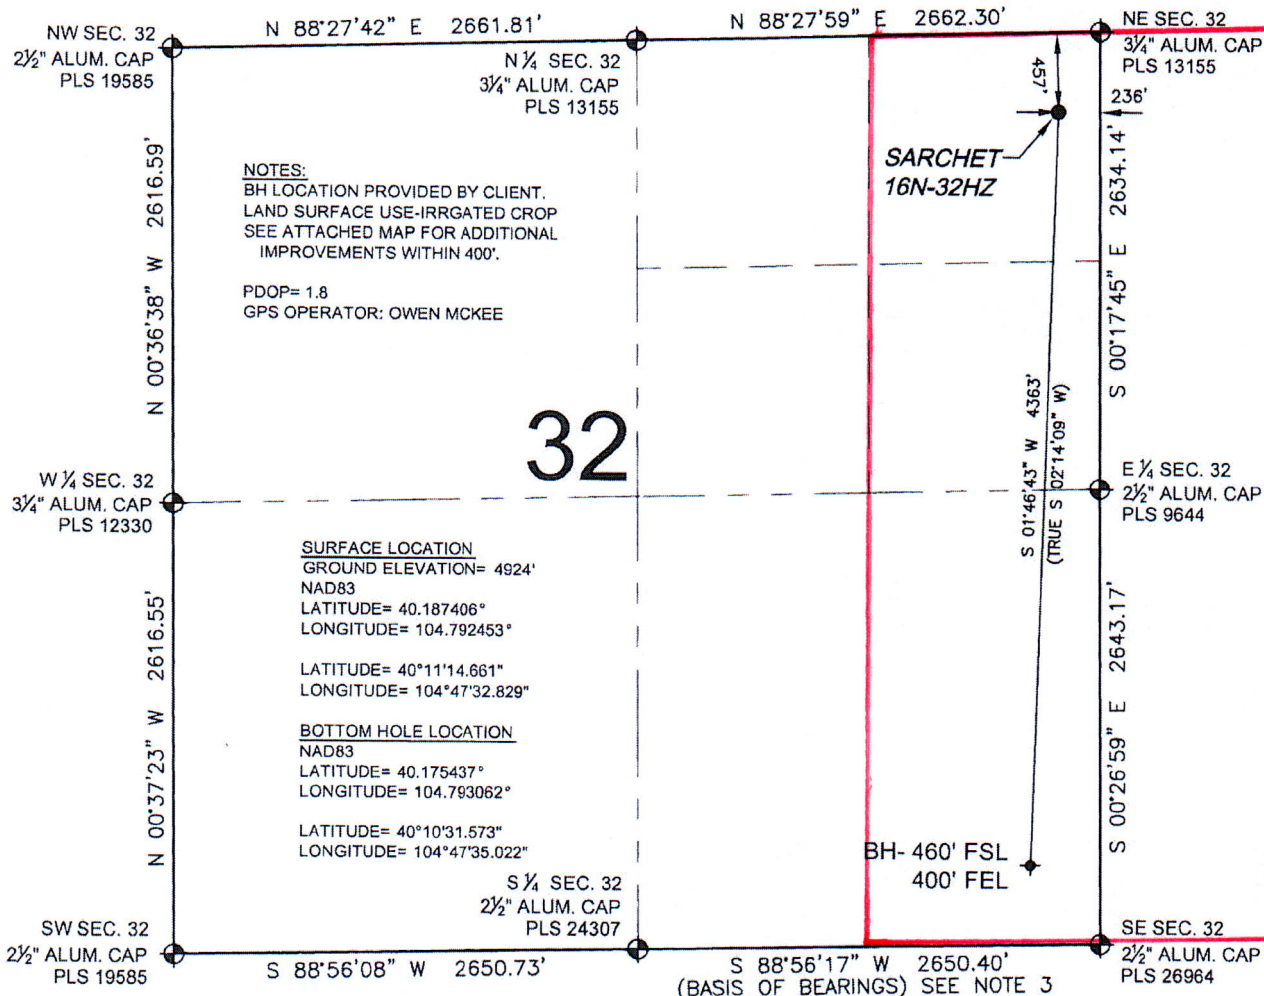 N 88°27'42" E 2661.81'
N 88°27'59" E 2662.30'
NW SEC. 32
2½" ALUM. CAP
PLS 19585
N ¼ SEC. 32
3¼" ALUM. CAP
PLS 13155
NE SEC. 32
3¼" ALUM. CAP
PLS 13155
457'
236'
SARCHET
16N-32HZ
NOTES:
BH LOCATION PROVIDED BY CLIENT.
LAND SURFACE USE-IRRGATED CROP
SEE ATTACHED MAP FOR ADDITIONAL
IMPROVEMENTS WITHIN 400'.
PDOP= 1.8
GPS OPERATOR: OWEN MCKEE
N 00°36'38" W 2616.59'
S 00°17'45" E 2634.14'
32
S 01°46'43" W 4363'
(TRUE S 02°14'09" W)
W ¼ SEC. 32
3¼" ALUM. CAP
PLS 12330
E ¼ SEC. 32
2½" ALUM. CAP
PLS 9644
SURFACE LOCATION
GROUND ELEVATION= 4924'
NAD83
LATITUDE= 40.187406°
LONGITUDE= 104.792453°
LATITUDE= 40°11'14.661"
LONGITUDE= 104°47'32.829"
BOTTOM HOLE LOCATION
NAD83
LATITUDE= 40.175437°
LONGITUDE= 104.793062°
LATITUDE= 40°10'31.573"
LONGITUDE= 104°47'35.022"
N 00°37'23" W 2616.55'
S 00°26'59" E 2643.17'
BH- 460' FSL
400' FEL
S ¼ SEC. 32
2½" ALUM. CAP
PLS 24307
SW SEC. 32
2½" ALUM. CAP
PLS 19585
SE SEC. 32
2½" ALUM. CAP
PLS 26964
S 88°56'08" W 2650.73'
S 88°56'17" W 2650.40'
(BASIS OF BEARINGS) SEE NOTE 3